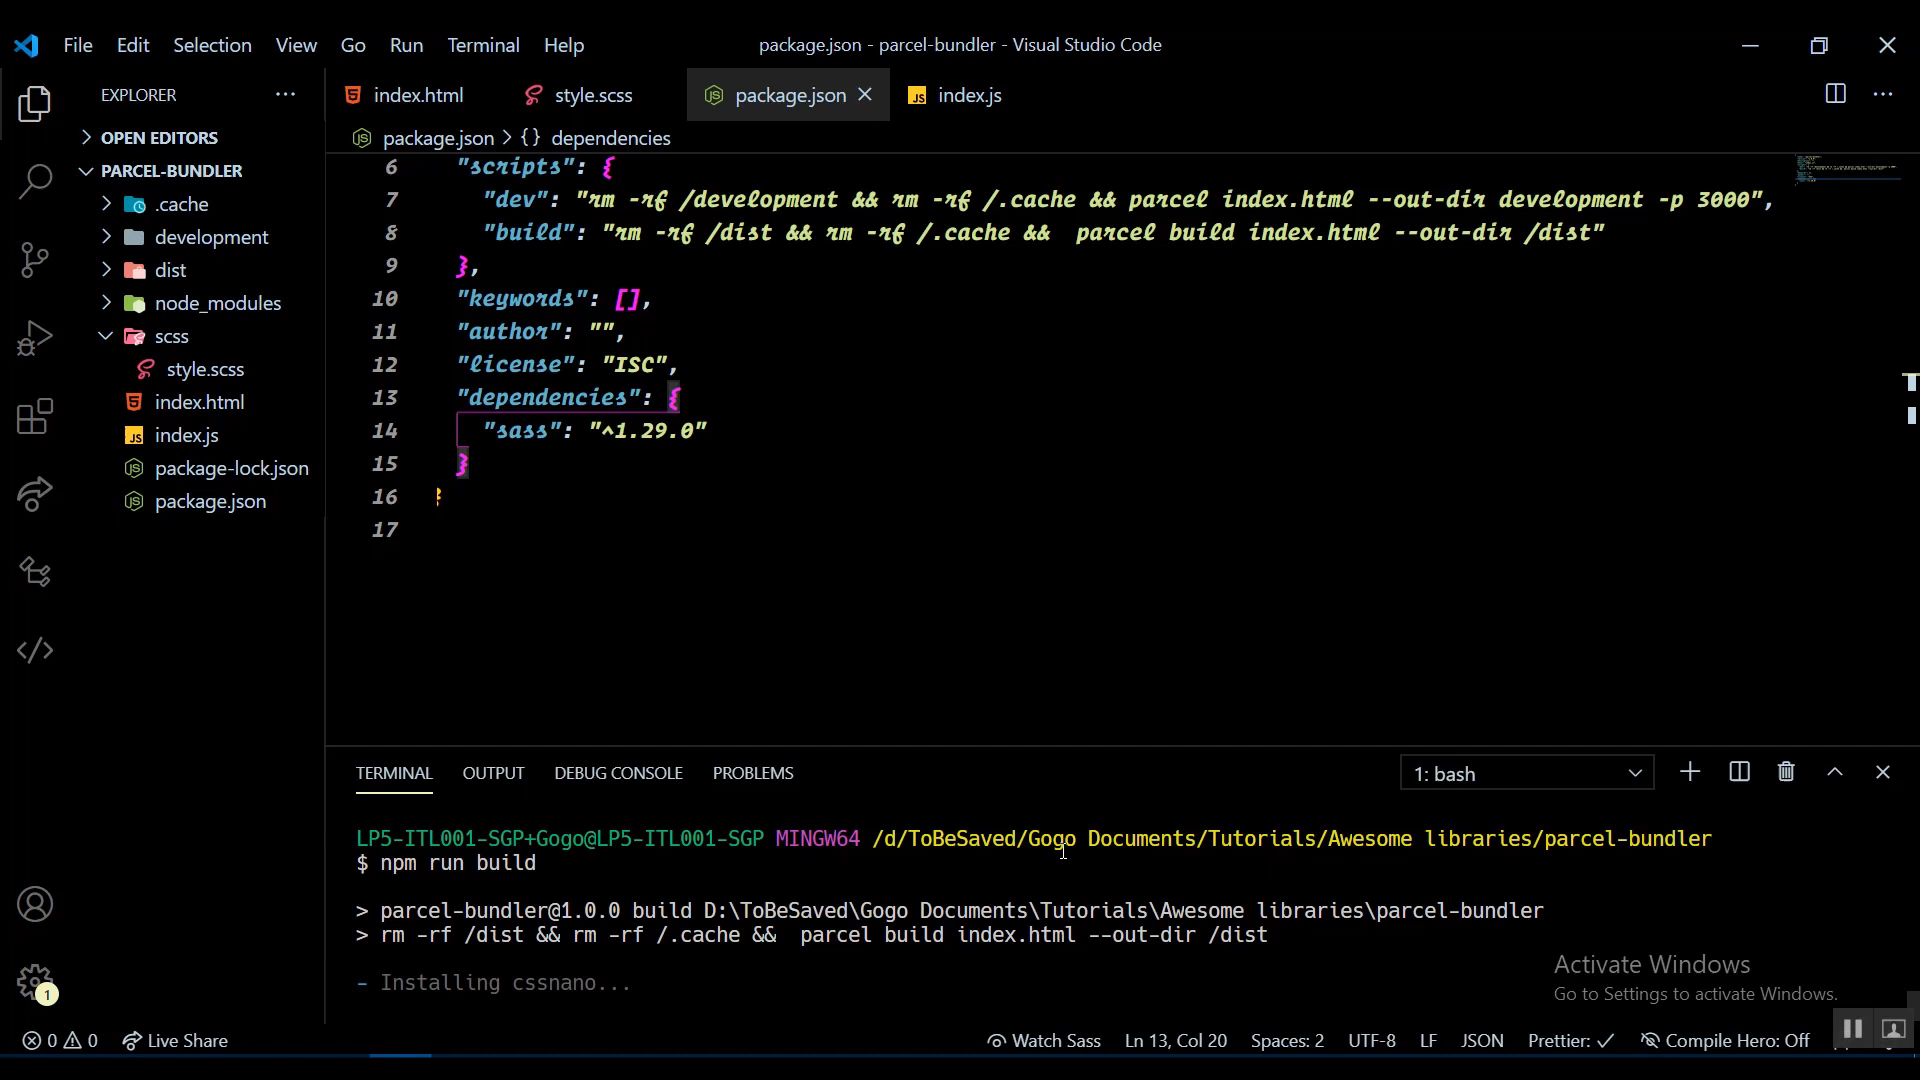 File Edit Selection View Go Run Terminal Help
package.json - parcel-bundler - Visual Studio Code
EXPLORER
OPEN EDITORS
PARCEL-BUNDLER
.cache
development
dist
node_modules
scss
style.scss
index.html
index.js
package-lock.json
package.json
index.html style.scss package.json index.js
package.json > {} dependencies
6 "scripts": {
7 "dev": "rm -rf /development && rm -rf /.cache && parcel index.html --out-dir development -p 3000",
8 "build": "rm -rf /dist && rm -rf /.cache &&  parcel build index.html --out-dir /dist"
9 },
10 "keywords": [],
11 "author": "",
12 "license": "ISC",
13 "dependencies": {
14 "sass": "^1.29.0"
15 }
16 }
17
TERMINAL OUTPUT DEBUG CONSOLE PROBLEMS
1: bash
LP5-ITL001-SGP+Gogo@LP5-ITL001-SGP MINGW64 /d/ToBeSaved/Gogo Documents/Tutorials/Awesome libraries/parcel-bundler
$ npm run build
> parcel-bundler@1.0.0 build D:\ToBeSaved\Gogo Documents\Tutorials\Awesome libraries\parcel-bundler
> rm -rf /dist && rm -rf /.cache &&  parcel build index.html --out-dir /dist
- Installing cssnano...
Activate Windows
Go to Settings to activate Windows.
1
0 0 Live Share
Watch Sass Ln 13, Col 20 Spaces: 2 UTF-8 LF JSON Prettier: ✓ Compile Hero: Off